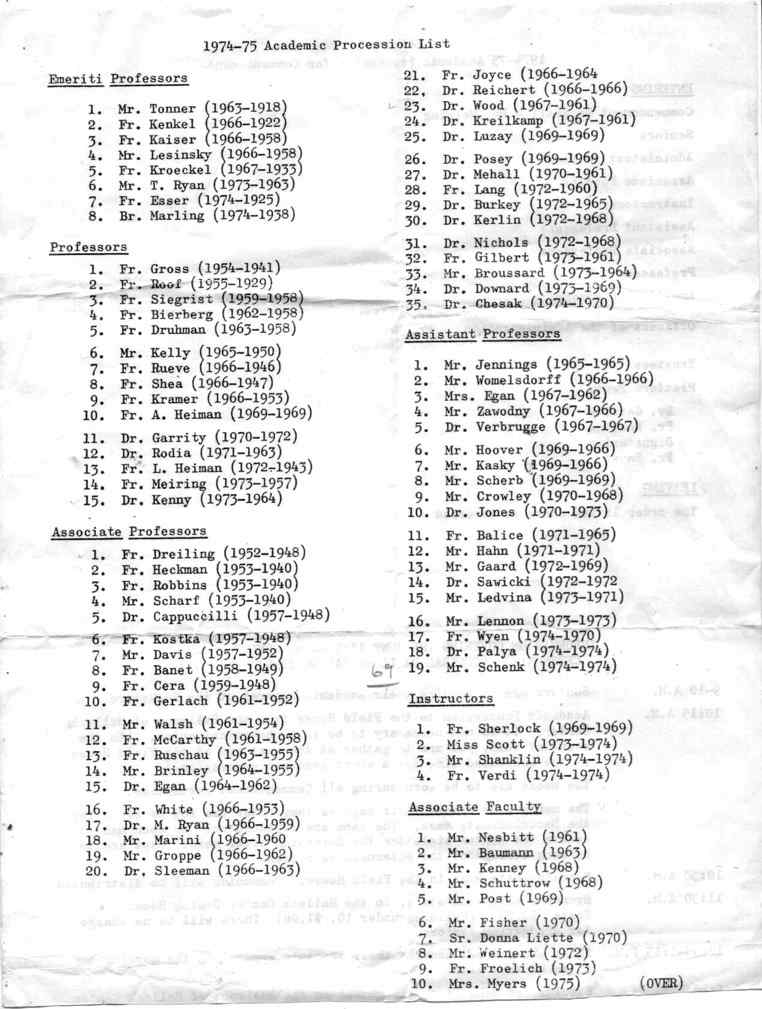 1974-75 Academic Procession List
Emeriti Professors
1. Mr. Tonner (1963-1918)
2. Fr. Kenkel (1966-1922)
3. Fr. Kaiser (1966-1958)
4. Mr. Lesinsky (1966-1958)
5. Fr. Kroeckel (1967-1933)
6. Mr. T. Ryan (1973-1963)
7. Fr. Esser (1974-1925)
8. Br. Marling (1974-1938)
Professors
1. Fr. Gross (1954-1941)
2. Fr. Roof (1955-1929)
3. Fr. Siegrist (1959-1958)
4. Fr. Bierberg (1962-1958)
5. Fr. Druhman (1963-1958)
6. Mr. Kelly (1965-1950)
7. Fr. Rueve (1966-1946)
8. Fr. Shea (1966-1947)
9. Fr. Kramer (1966-1953)
10. Fr. A. Heiman (1969-1969)
11. Dr. Garrity (1970-1972)
12. Dr. Rodia (1971-1963)
13. Fr. L. Heiman (1972-1943)
14. Fr. Meiring (1973-1957)
15. Dr. Kenny (1973-1964)
Associate Professors
1. Fr. Dreiling (1952-1948)
2. Fr. Heckman (1953-1940)
3. Fr. Robbins (1953-1940)
4. Mr. Scharf (1953-1940)
5. Dr. Cappuccilli (1957-1948)
6. Fr. Kostka (1957-1948)
7. Mr. Davis (1957-1952)
8. Fr. Banet (1958-1949)
9. Fr. Cera (1959-1948)
10. Fr. Gerlach (1961-1952)
11. Mr. Walsh (1961-1954)
12. Fr. McCarthy (1961-1958)
13. Fr. Ruschau (1963-1955)
14. Mr. Brinley (1964-1955)
15. Dr. Egan (1964-1962)
16. Fr. White (1966-1953)
17. Dr. M. Ryan (1966-1959)
18. Mr. Marini (1966-1960
19. Mr. Groppe (1966-1962)
20. Dr. Sleeman (1966-1963)
21. Fr. Joyce (1966-1964
22, Dr. Reichert (1966-1966)
23. Dr. Wood (1967-1961)
24. Dr. Kreilkamp (1967-1961)
25. Dr. Luzay (1969-1969)
26. Dr. Posey (1969-1969)
27. Dr. Mehall (1970-1961)
28. Fr. Lang (1972-1960)
29. Dr. Burkey (1972-1965)
30. Dr. Kerlin (1972-1968)
31. Dr. Nichols (1972-1968)
32. Fr. Gilbert (1973-1961)
33. Mr. Broussard (1973-1964)
34. Dr. Downard (1973-1969)
35. Dr. Chesak (1974-1970)
Assistant Professors
1. Mr. Jennings (1965-1965)
2. Mr. Womelsdorff (1966-1966)
3. Mrs. Egan (1967-1962)
4. Mr. Zawodny (1967-1966)
5. Dr. Verbrugge (1967-1967)
6. Mr. Hoover (1969-1966)
7. Mr. Kasky (1969-1966)
8. Mr. Scherb (1969-1969)
9. Mr. Crowley (1970-1968)
10. Dr. Jones (1970-1973)
11. Fr. Balice (1971-1965)
12. Mr. Hahn (1971-1971)
13. Mr. Gaard (1972-1969)
14. Dr. Sawicki (1972-1972
15. Mr. Ledvina (1973-1971)
16. Mr. Lennon (1973-1973)
17. Fr. Wyen (1974-1970)
18. Dr. Palya (1974-1974)
69 19. Mr. Schenk (1974-1974)
Instructors
1. Fr. Sherlock (1969-1969)
2. Miss Scott (1973-1974)
3. Mr. Shanklin (1974-1974)
4. Fr. Verdi (1974-1974)
Associate Faculty
1. Mr. Nesbitt (1961)
2. Mr. Baumann (1963)
3. Mr. Kenney (1968)
4. Mr. Schuttrow (1968)
5. Mr. Post (1969)
6. Mr. Fisher (1970)
7. Sr. Donna Liette (1970)
8. Mr. Weinert (1972)
9. Fr. Froelich (1973)
10. Mrs. Myers (1975) (OVER)